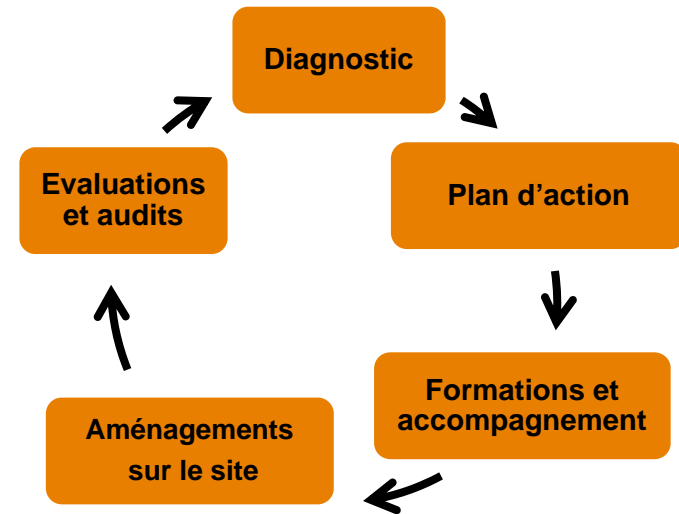 Diagnostic
Plan d’action
Formations et
accompagnement
Aménagements
sur le site
Evaluations
et audits